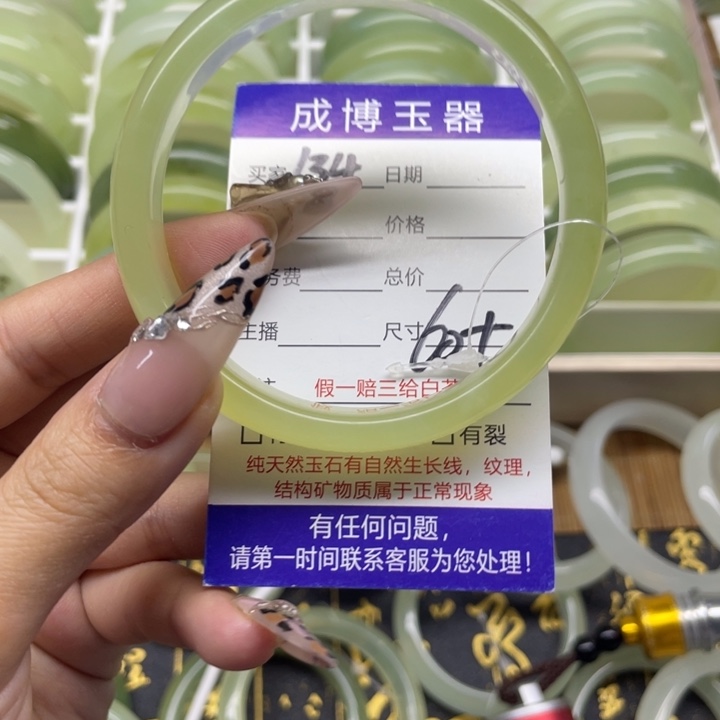 成博玉器
买家 134 日期
价格
务费 总价
主播 尺寸 60+
假一赔三给白
有裂
纯天然玉石有自然生长线，纹理，
结构矿物质属于正常现象
有任何问题，
请第一时间联系客服为您处理！